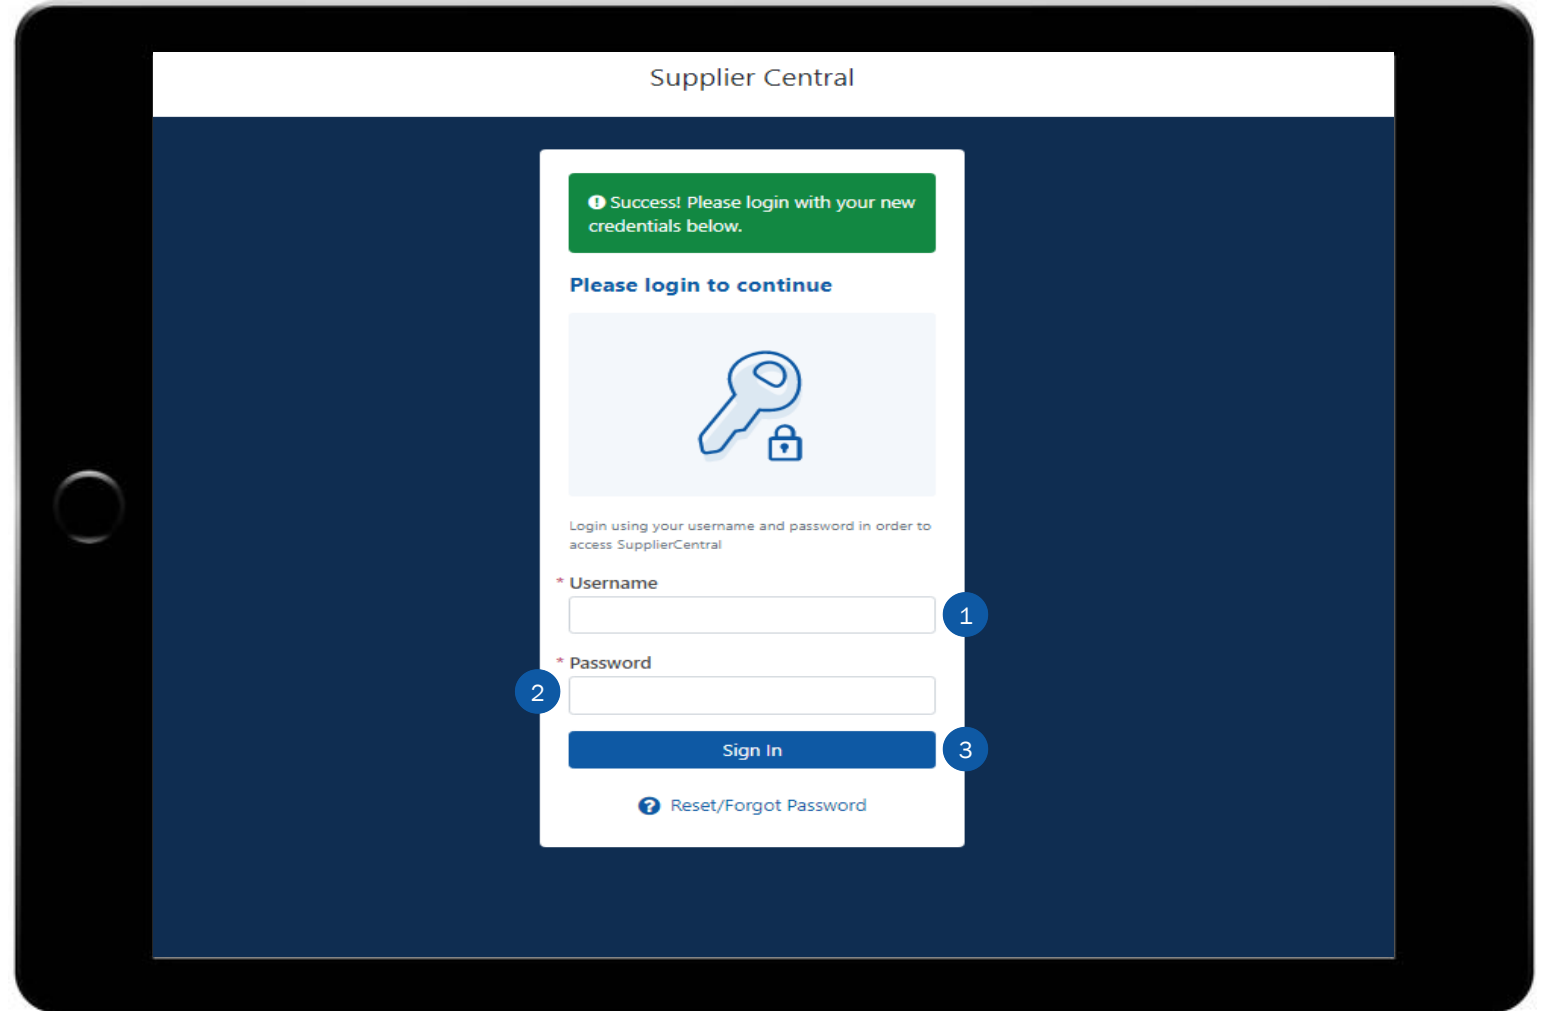 Supplier Central
Success! Please login with your new
credentials below.
Please login to continue
Login using your username and password in order to
access SupplierCentral
* Username
1
* Password
2
Sign In
3
Reset/Forgot Password